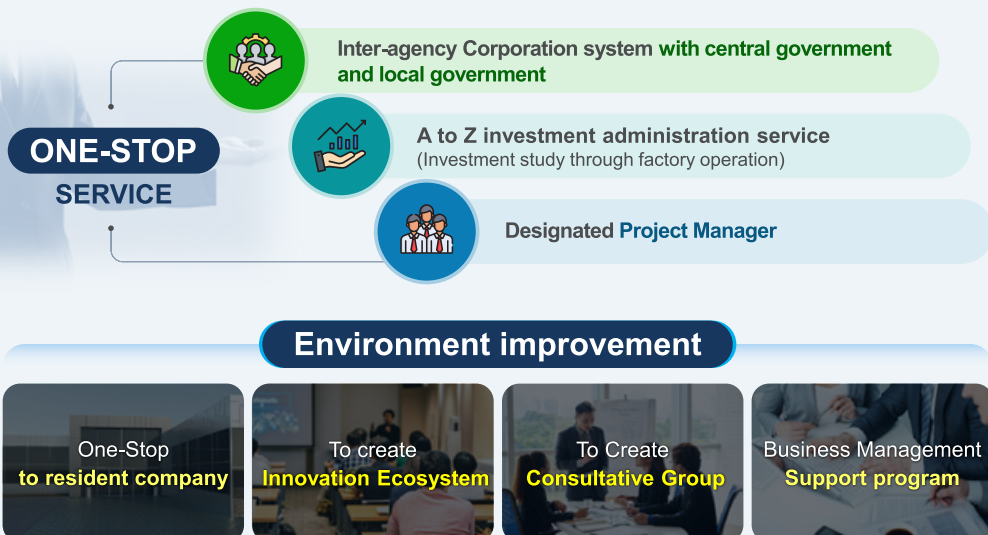 Inter-agency Corporation system with central government
and local government
ONE-STOP
SERVICE
A to Z investment administration service
(Investment study through factory operation)
Designated Project Manager
Environment improvement
One-Stop
to resident company
To create
Innovation Ecosystem
To Create
Consultative Group
Business Management
Support program